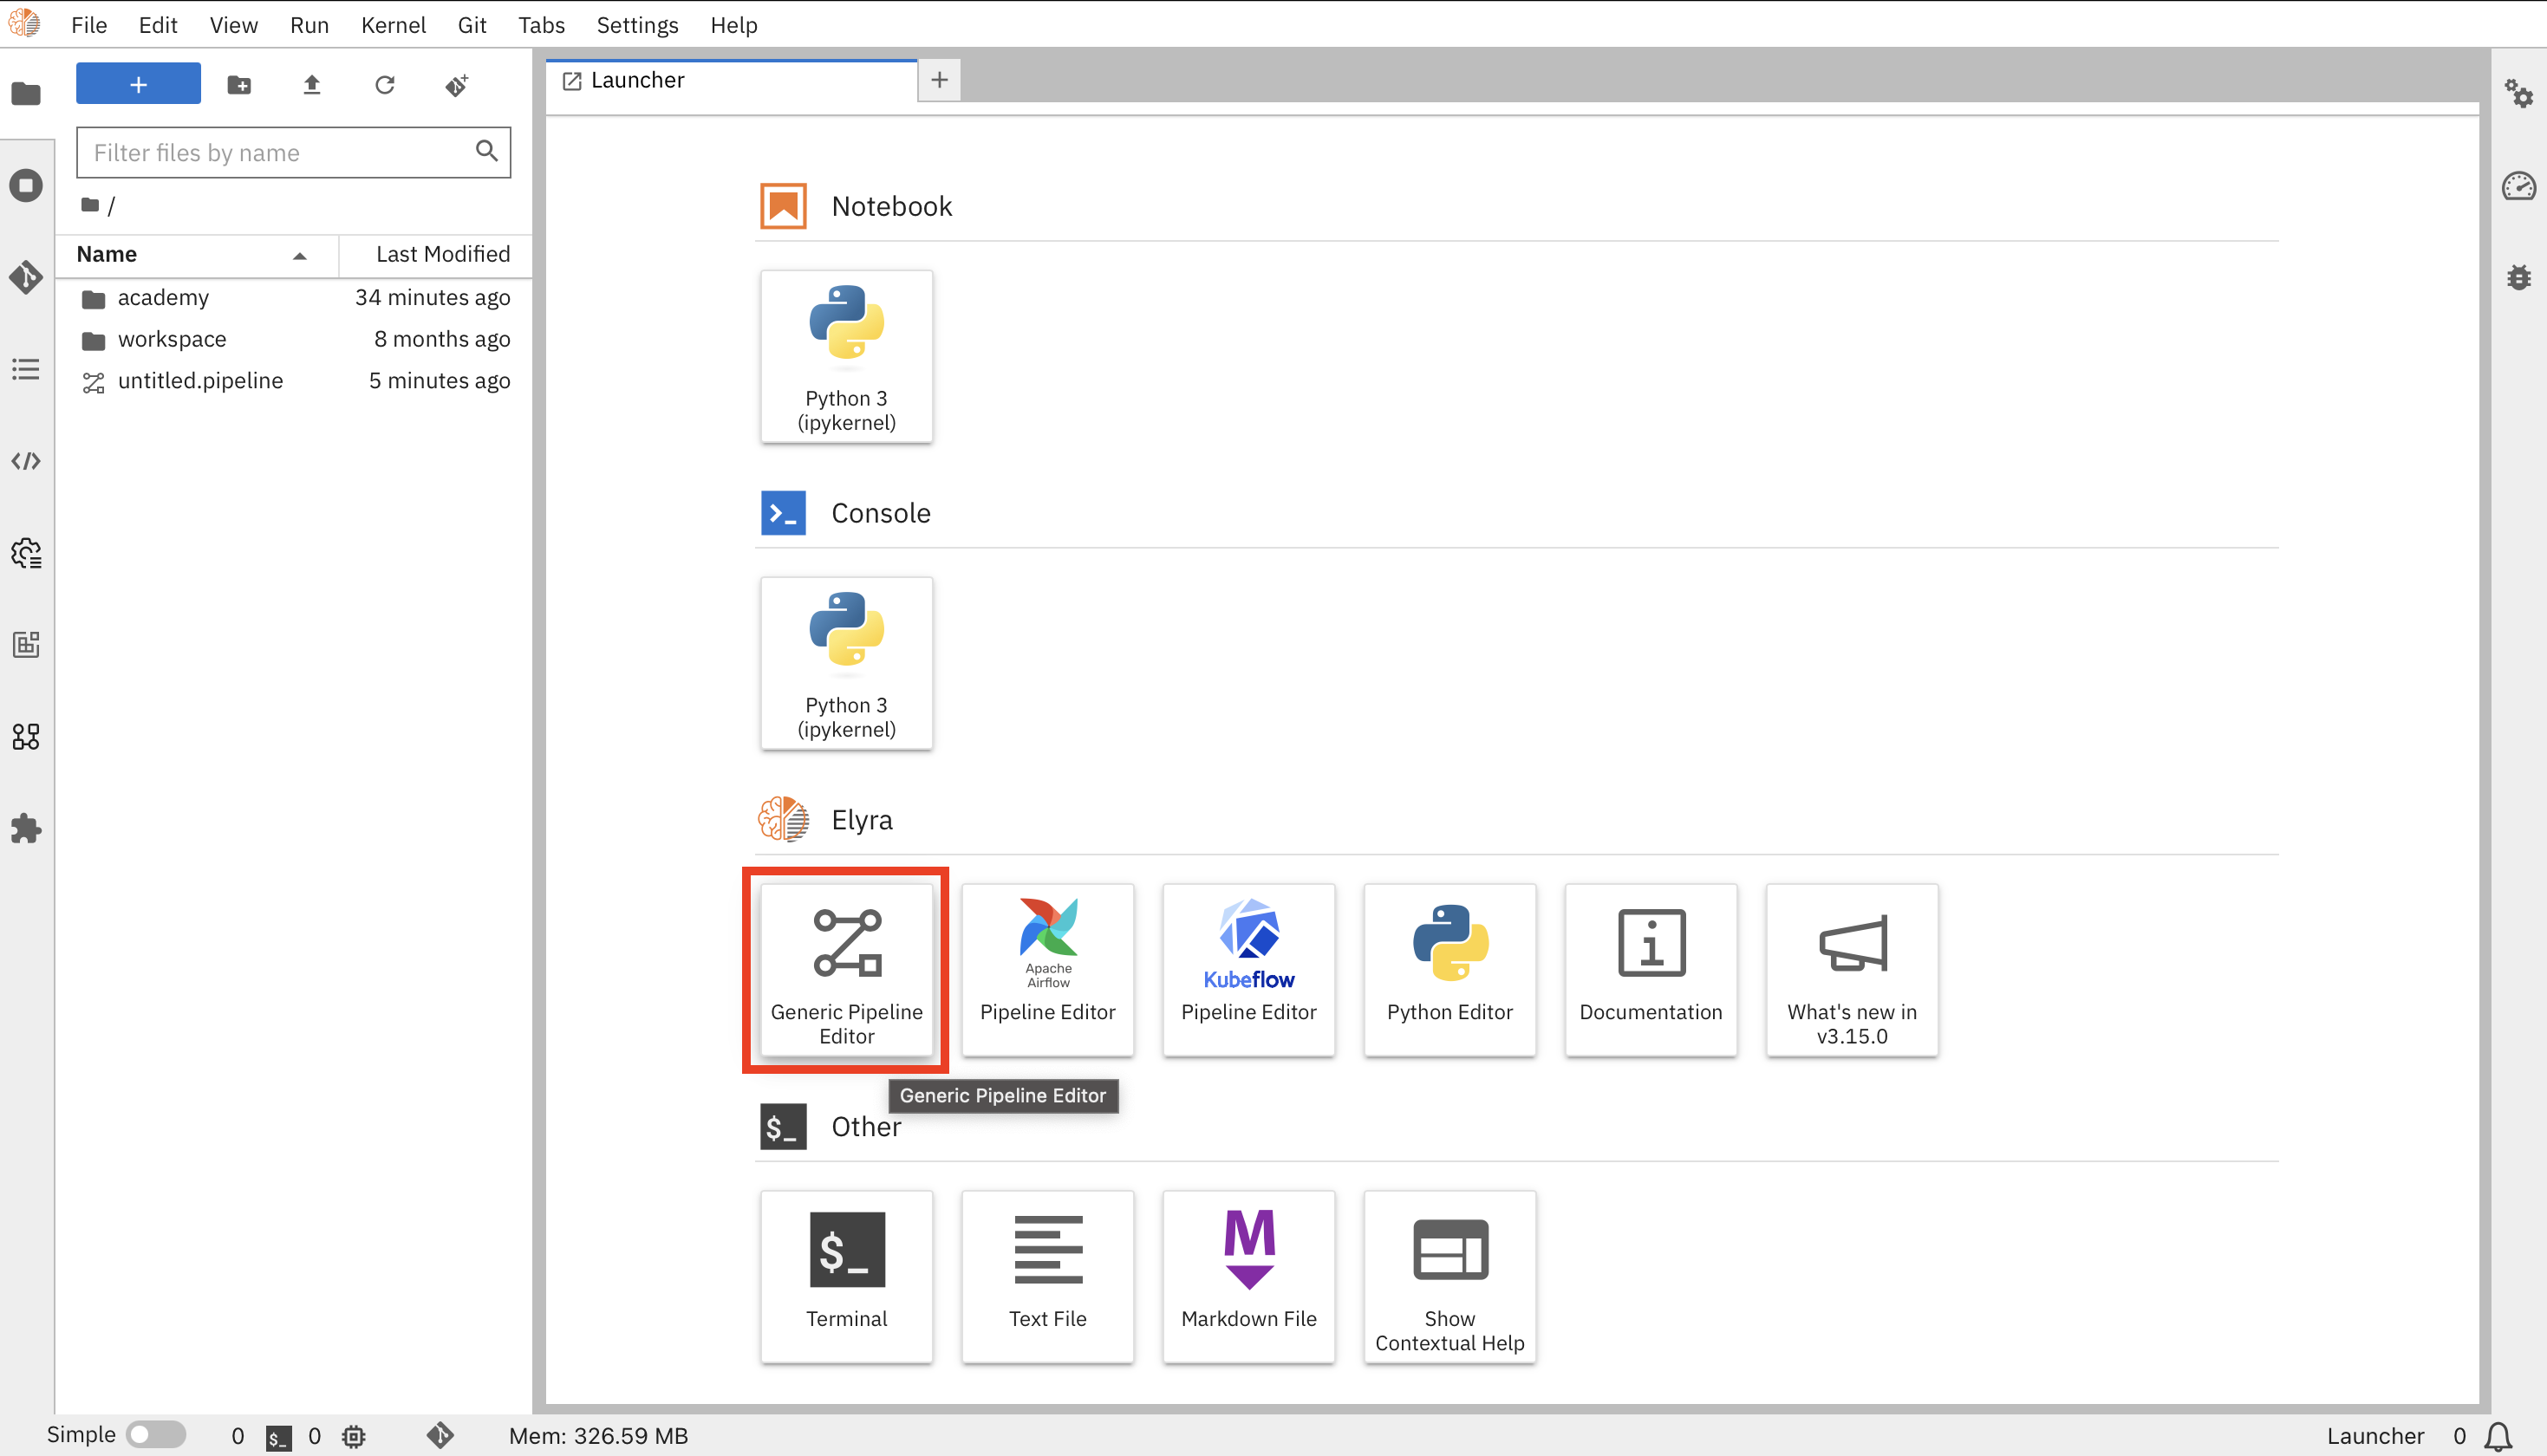 File Edit View Run Kernel Git Tabs Settings Help
+
Launcher
+
Filter files by name
/
Name Last Modified
academy 34 minutes ago
workspace 8 months ago
untitled.pipeline 5 minutes ago
Notebook
Python 3
(ipykernel)
>_ Console
Python 3
(ipykernel)
Elyra
Generic Pipeline
Editor
Apache
Airflow
Pipeline Editor
Kubeflow
Pipeline Editor
Python Editor
i
Documentation
What's new in
v3.15.0
Generic Pipeline Editor
$_ Other
$_
Terminal
Text File
M
Markdown File
Show
Contextual Help
Simple 0 $_ 0 Mem: 326.59 MB Launcher 0